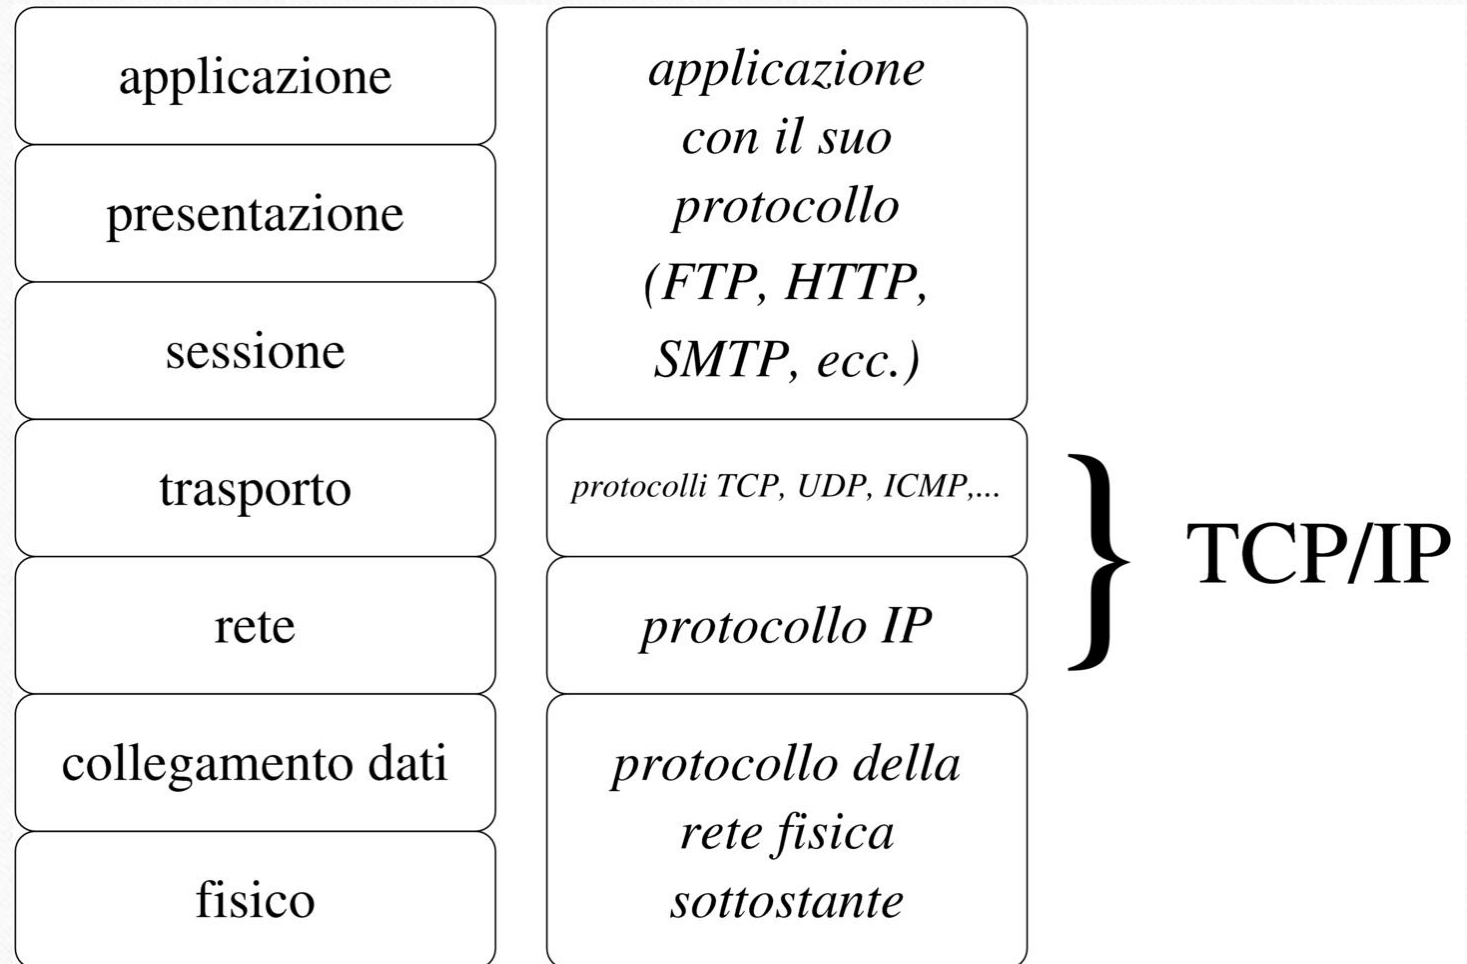 applicazione
presentazione
sessione
trasporto
rete
collegamento dati
fisico
applicazione
con il suo
protocollo
(FTP, HTTP,
SMTP, ecc.)
protocolli TCP, UDP, ICMP,...
protocollo IP
protocollo della
rete fisica
sottostante
TCP/IP